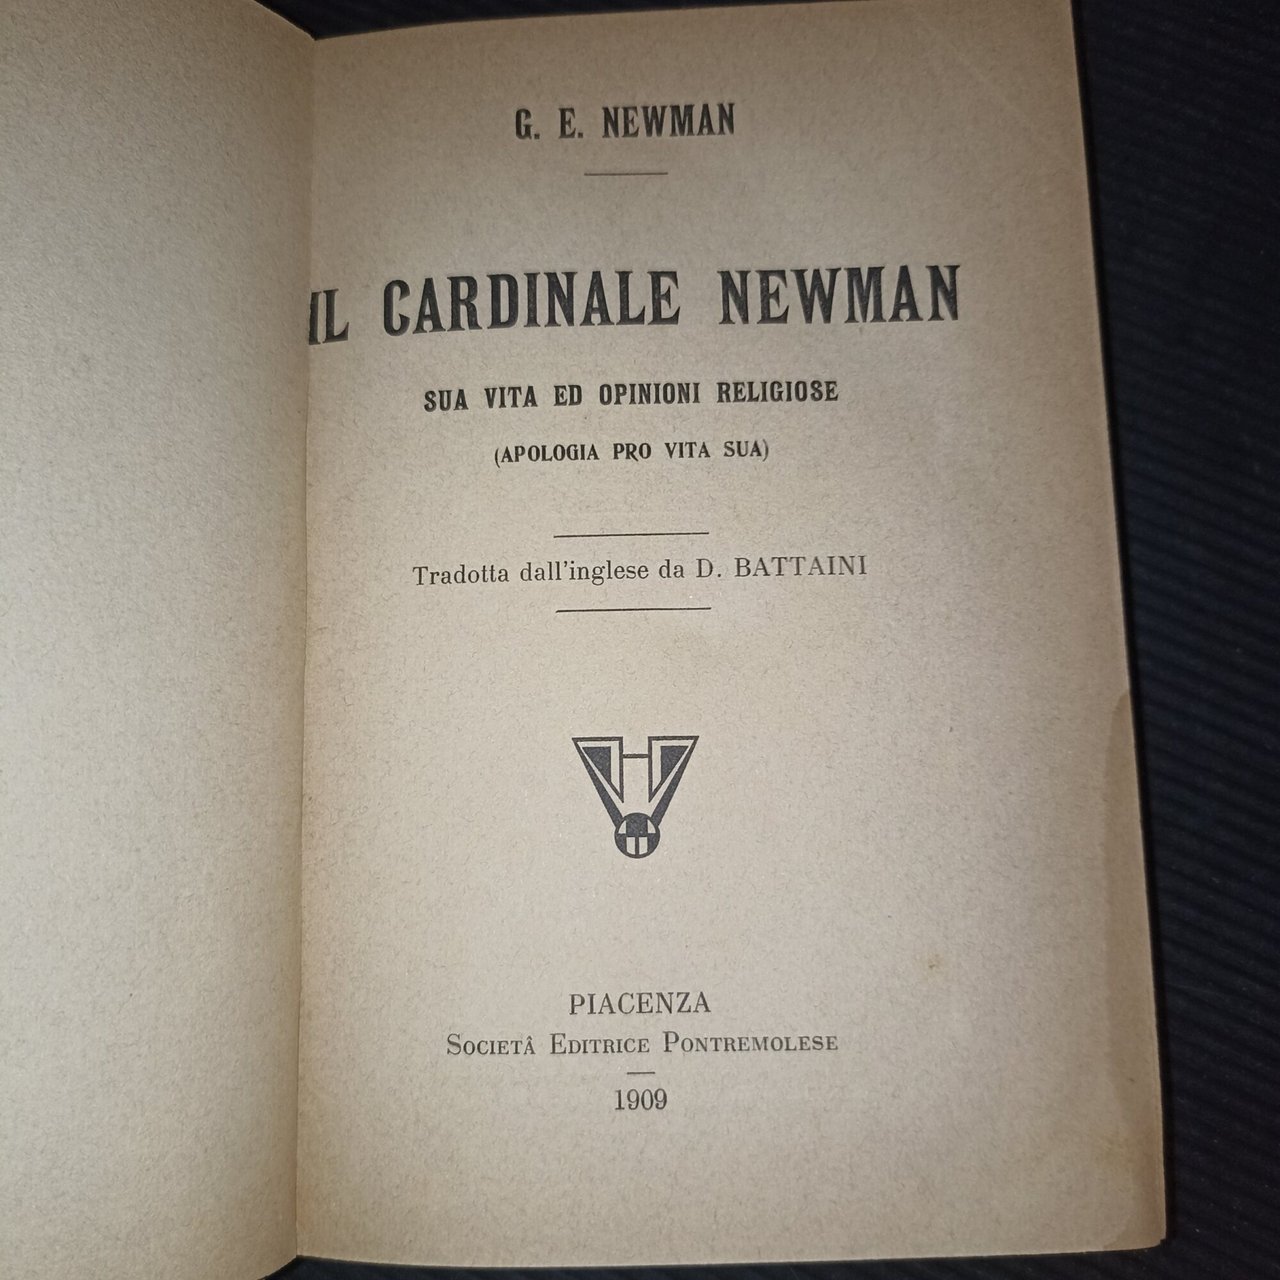 G. E. NEWMAN
IL CARDINALE NEWMAN
SUA VITA ED OPINIONI RELIGIOSE
(APOLOGIA PRO VITA SUA)
Tradotta dall'inglese da D. BATTAINI
PIACENZA
SOCIETÂ EDITRICE PONTREMOLESE
1909